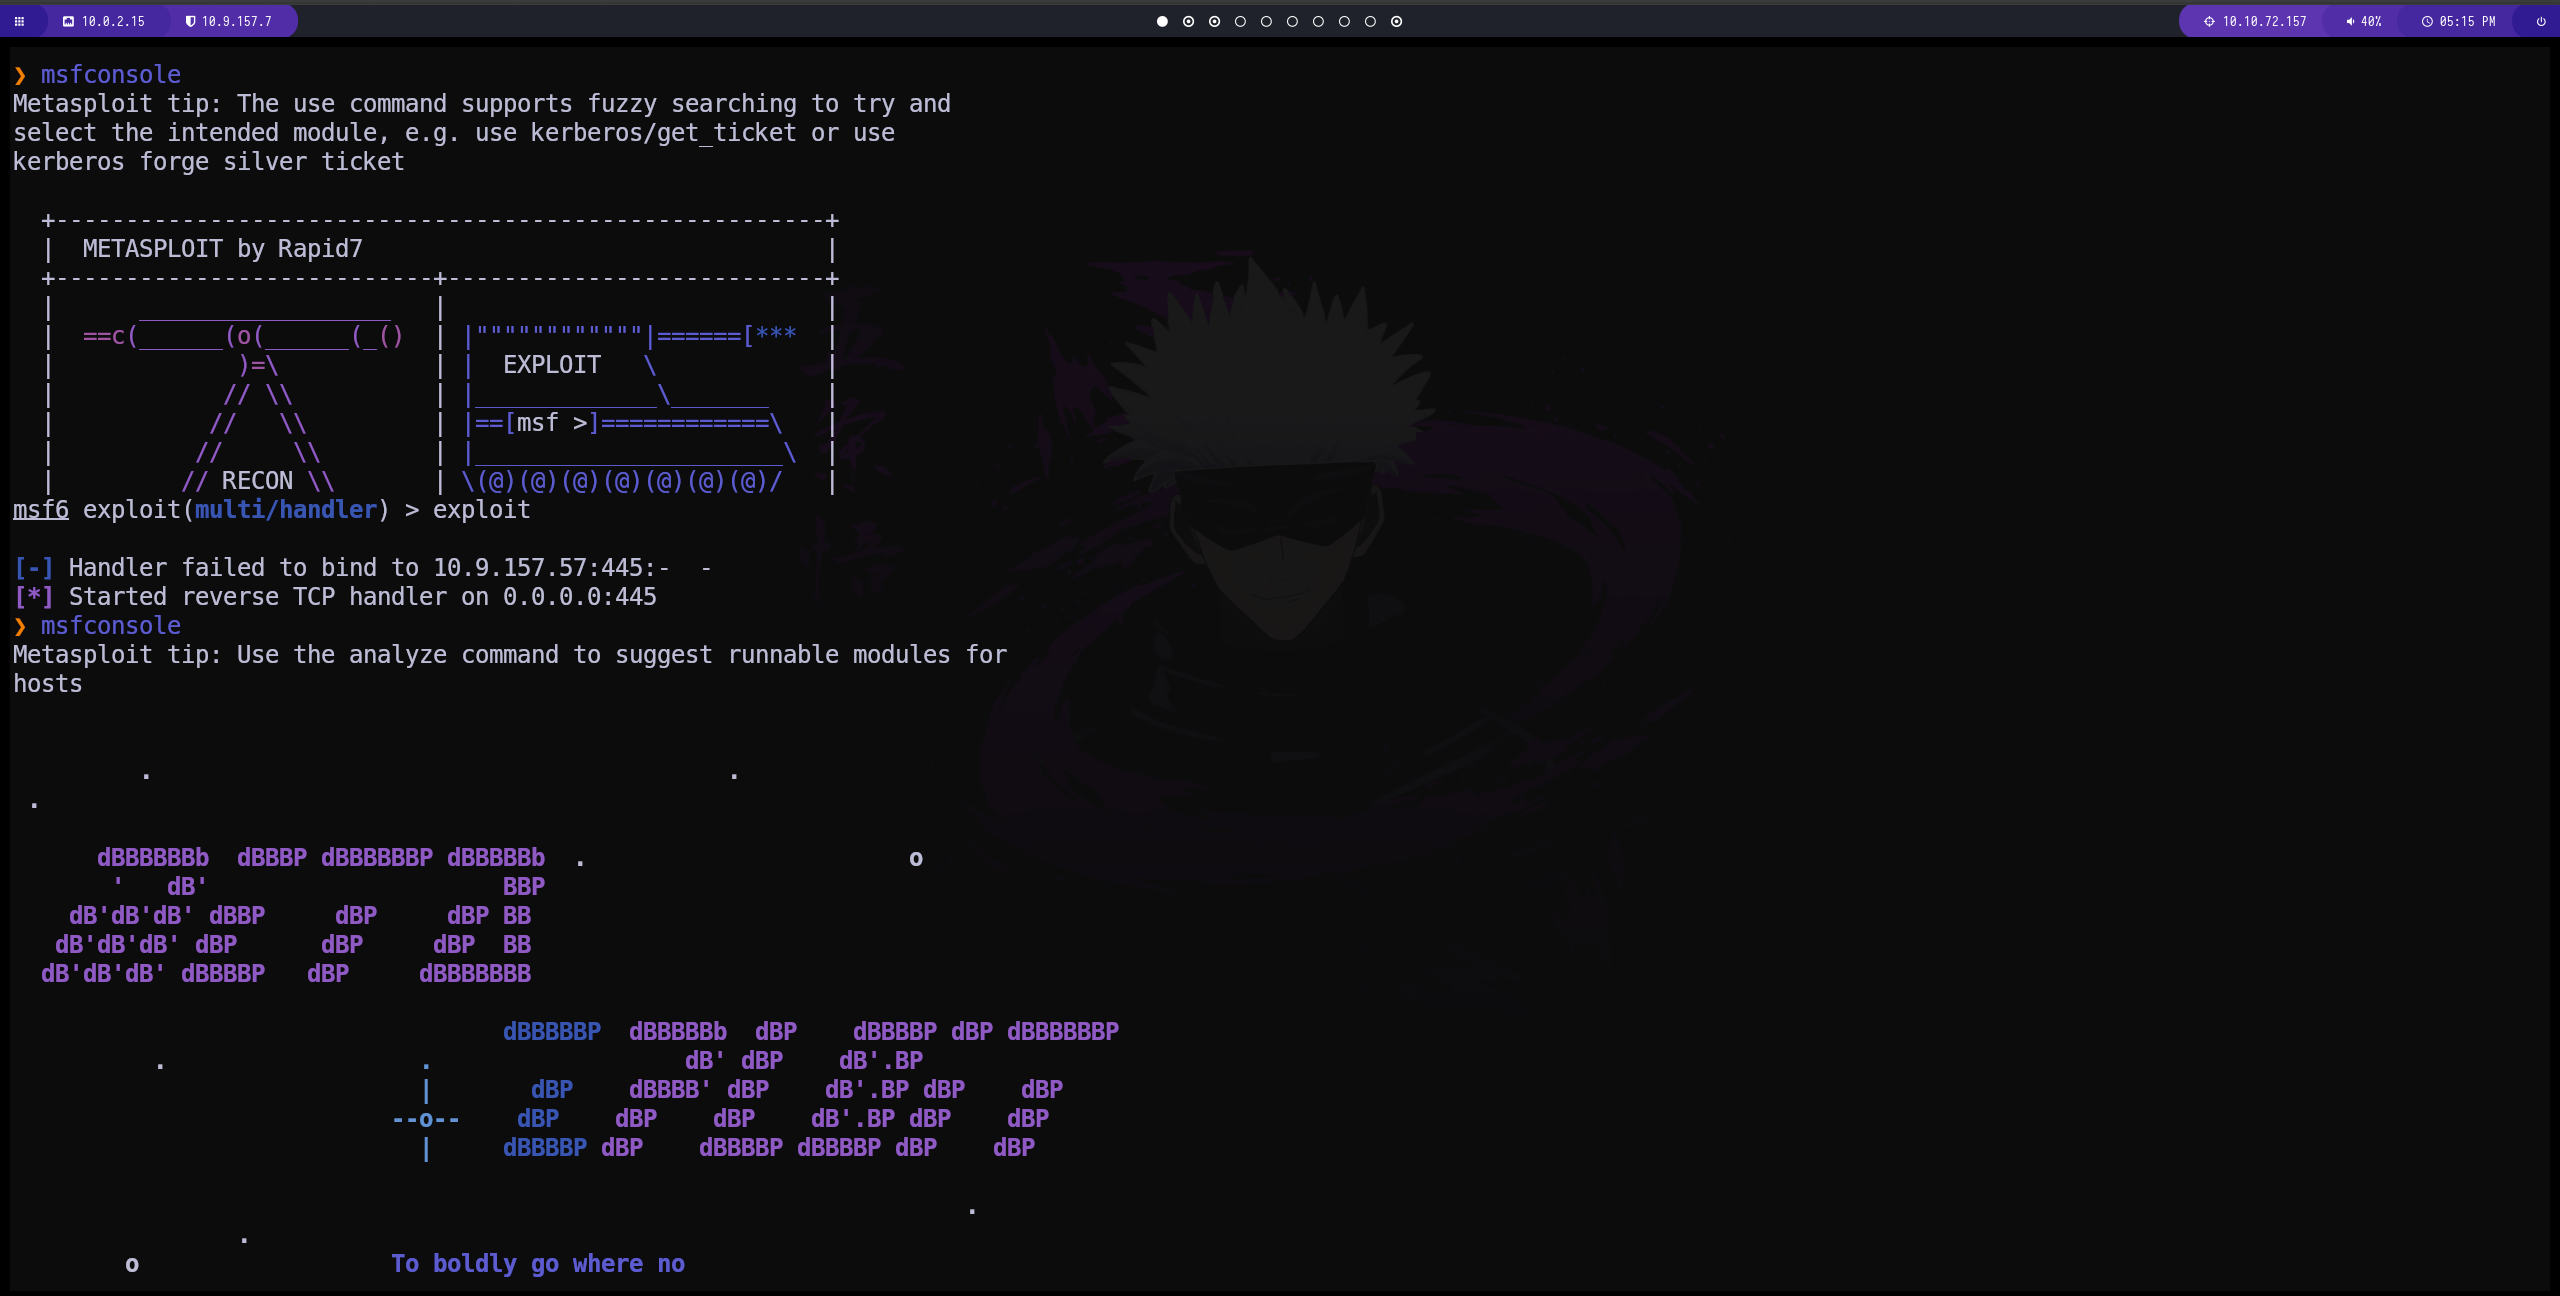 10.0.2.15 10.9.157.7 10.10.72.157 40% 05:15 PM
❯ msfconsole
Metasploit tip: The use command supports fuzzy searching to try and
select the intended module, e.g. use kerberos/get_ticket or use
kerberos forge silver ticket
+-------------------------------------------------------+
|  METASPLOIT by Rapid7                                 |
+---------------------------+---------------------------+
|      __________________   |                           |
|  ==c(______(o(______(_()  | |""""""""""""|======[***  |
|             )=\           | |  EXPLOIT   \            |
|            // \\          | |_____________\_______    |
|           //   \\         | |==[msf >]============\   |
|          //     \\        | |______________________\  |
|         // RECON \\       | \(@)(@)(@)(@)(@)(@)(@)/   |
msf6 exploit(multi/handler) > exploit
[-] Handler failed to bind to 10.9.157.57:445:-  -
[*] Started reverse TCP handler on 0.0.0.0:445
❯ msfconsole
Metasploit tip: Use the analyze command to suggest runnable modules for
hosts
.                                         .
.
dBBBBBBb  dBBBP dBBBBBBP dBBBBBb  .                       o
'   dB'                     BBP
dB'dB'dB' dBBP     dBP     dBP BB
dB'dB'dB' dBP      dBP     dBP  BB
dB'dB'dB' dBBBBP   dBP     dBBBBBBB
dBBBBBP  dBBBBBb  dBP    dBBBBP dBP dBBBBBBP
.                  .                  dB' dBP    dB'.BP
|       dBP    dBBBB' dBP    dB'.BP dBP    dBP
--o--    dBP    dBP    dBP    dB'.BP dBP    dBP
|     dBBBBP dBP    dBBBBP dBBBBP dBP    dBP
.
.
o                  To boldly go where no